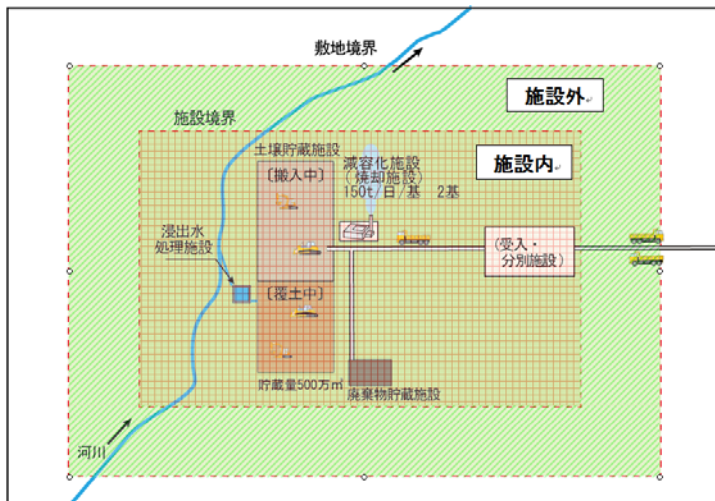 敷地境界
施設外
施設境界
土壌貯蔵施設
〔搬入中〕
減容化施設
(焼却施設)
150t/日/基 2基
施設内
浸出水
処理施設
(受入・
分別施設)
〔覆土中〕
貯蔵量500万㎥
廃棄物貯蔵施設
河川